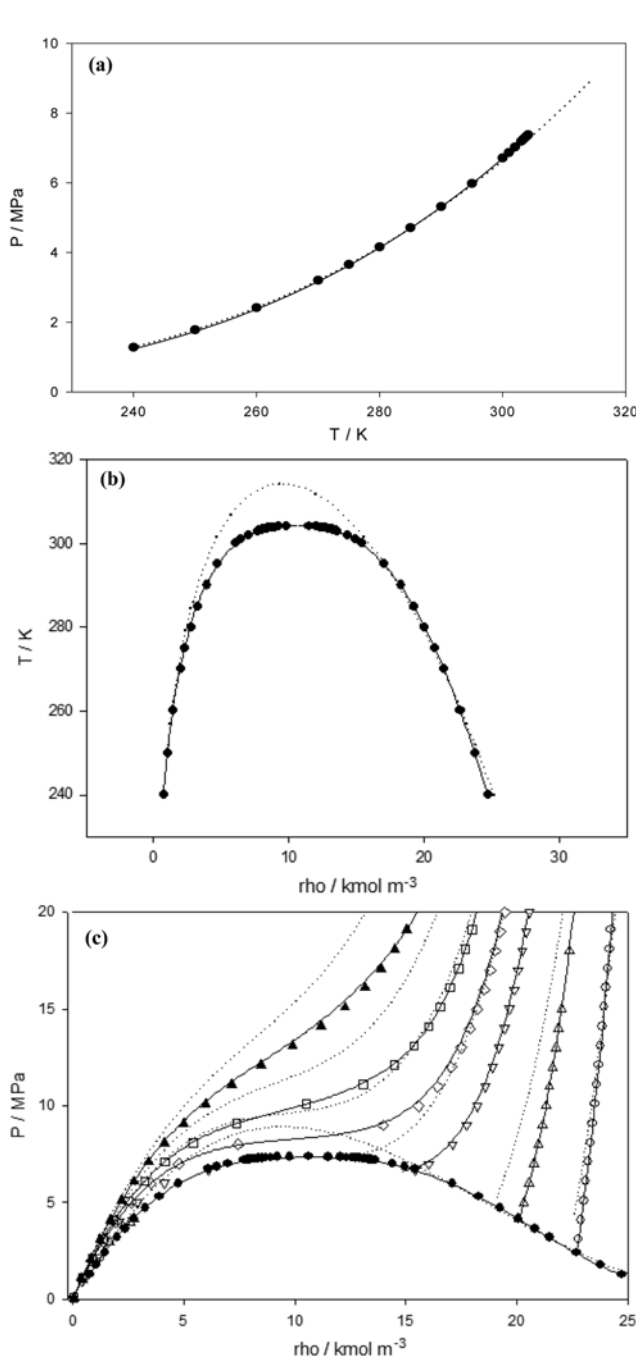 (a)
10
8
6
4
2
0
P / MPa
240 260 280 300 320
T / K
(b)
320
300
280
260
240
T / K
0 10 20 30
rho / kmol m-3
(c)
20
15
10
5
0
P / MPa
0 5 10 15 20 25
rho / kmol m-3